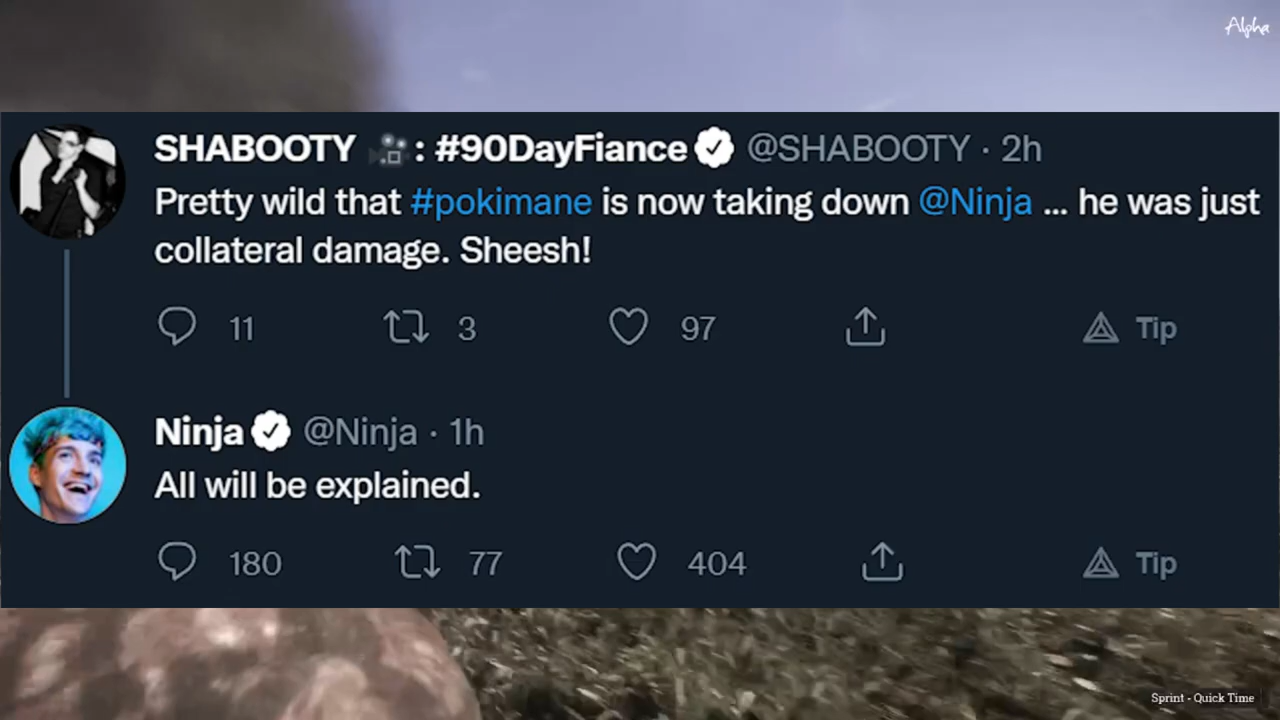 Alpha
SHABOOTY 🎥: #90DayFiance @SHABOOTY · 2h
Pretty wild that #pokimane is now taking down @Ninja ... he was just
collateral damage. Sheesh!
11 3 97 Tip
Ninja @Ninja · 1h
All will be explained.
180 77 404 Tip
Sprint - Quick Time